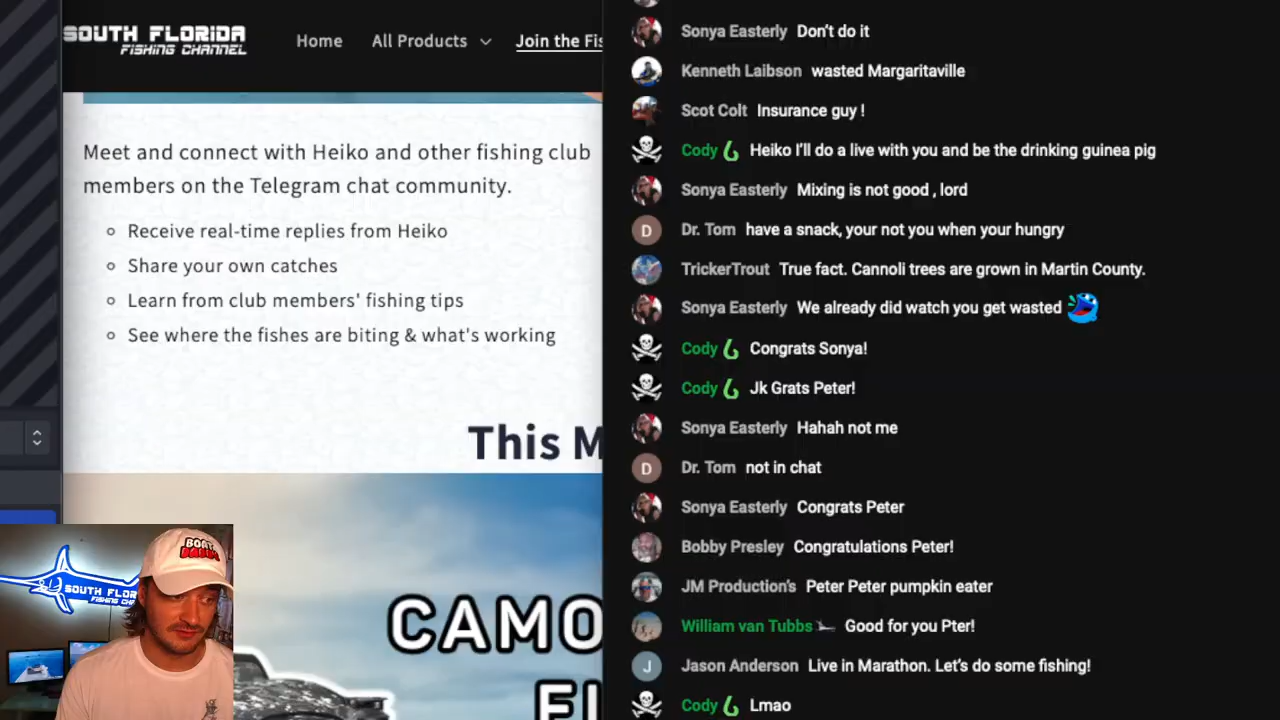 SOUTH FLORIDA
FISHING CHANNEL
Home
All Products
Join the Fis
Meet and connect with Heiko and other fishing club
members on the Telegram chat community.
Receive real-time replies from Heiko
Share your own catches
Learn from club members' fishing tips
See where the fishes are biting & what's working
This M
CAMO
FI
SOUTH FLOR
FISHING CHA
BOAT
Sonya Easterly Don't do it
Kenneth Laibson wasted Margaritaville
Scot Colt Insurance guy !
Cody Heiko I'll do a live with you and be the drinking guinea pig
Sonya Easterly Mixing is not good , lord
D Dr. Tom have a snack, your not you when your hungry
TrickerTrout True fact. Cannoli trees are grown in Martin County.
Sonya Easterly We already did watch you get wasted
Cody Congrats Sonya!
Cody Jk Grats Peter!
Sonya Easterly Hahah not me
D Dr. Tom not in chat
Sonya Easterly Congrats Peter
Bobby Presley Congratulations Peter!
JM Production's Peter Peter pumpkin eater
William van Tubbs Good for you Pter!
J Jason Anderson Live in Marathon. Let's do some fishing!
Cody Lmao